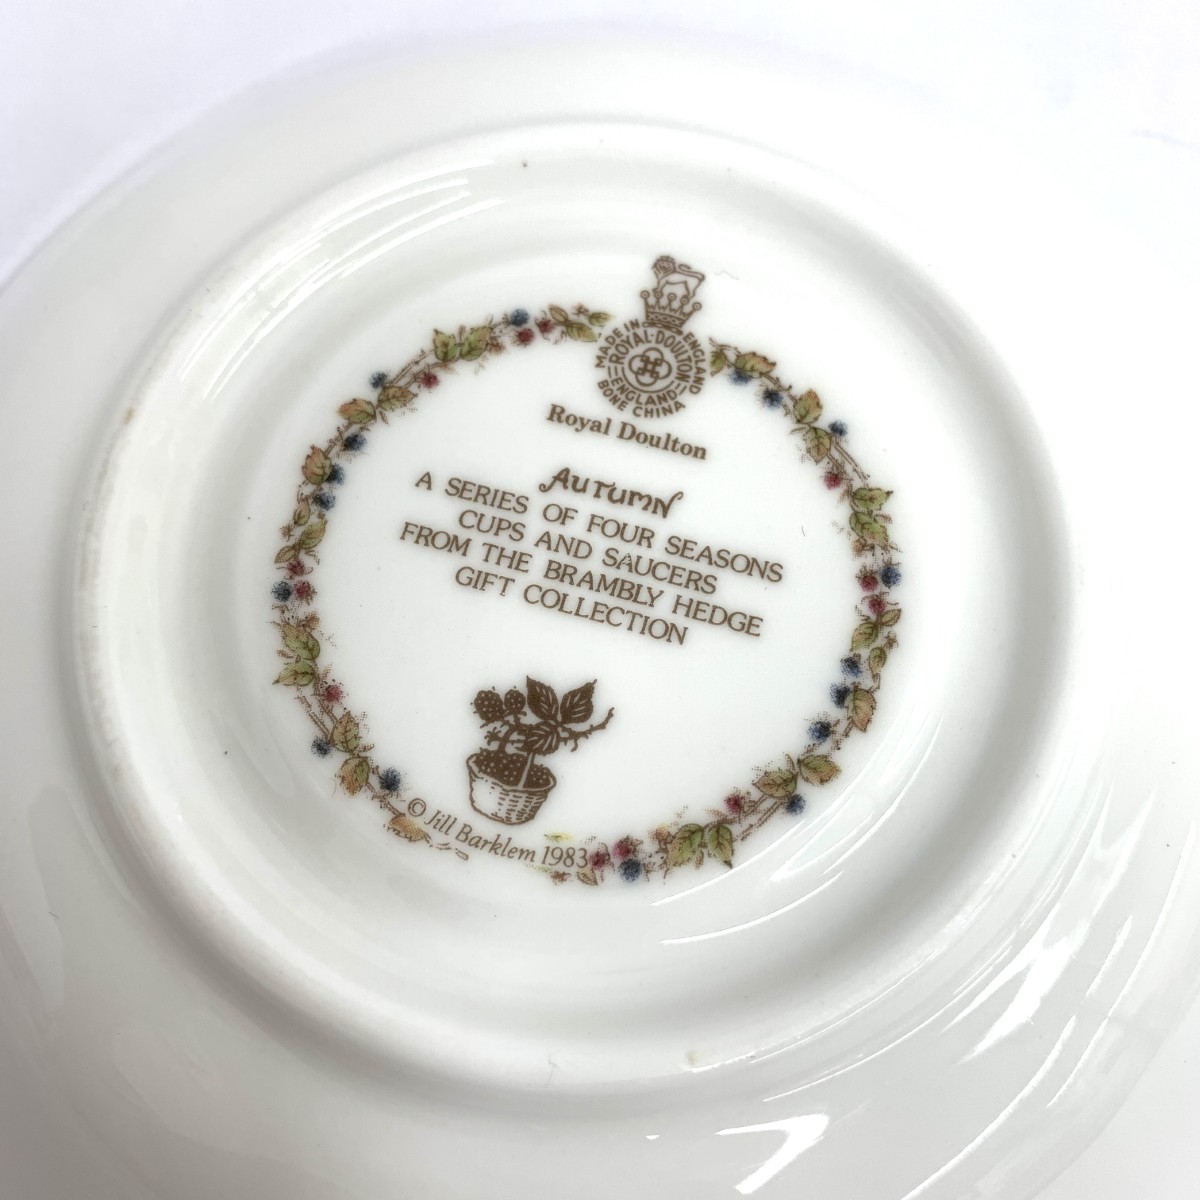 MADE IN ENGLAND
ROYAL·DOULTON
ENGLAND
BONE CHINA
Royal Doulton
AUTUMN
A SERIES OF FOUR SEASONS
CUPS AND SAUCERS
FROM THE BRAMBLY HEDGE
GIFT COLLECTION
© Jill Barklem 1983